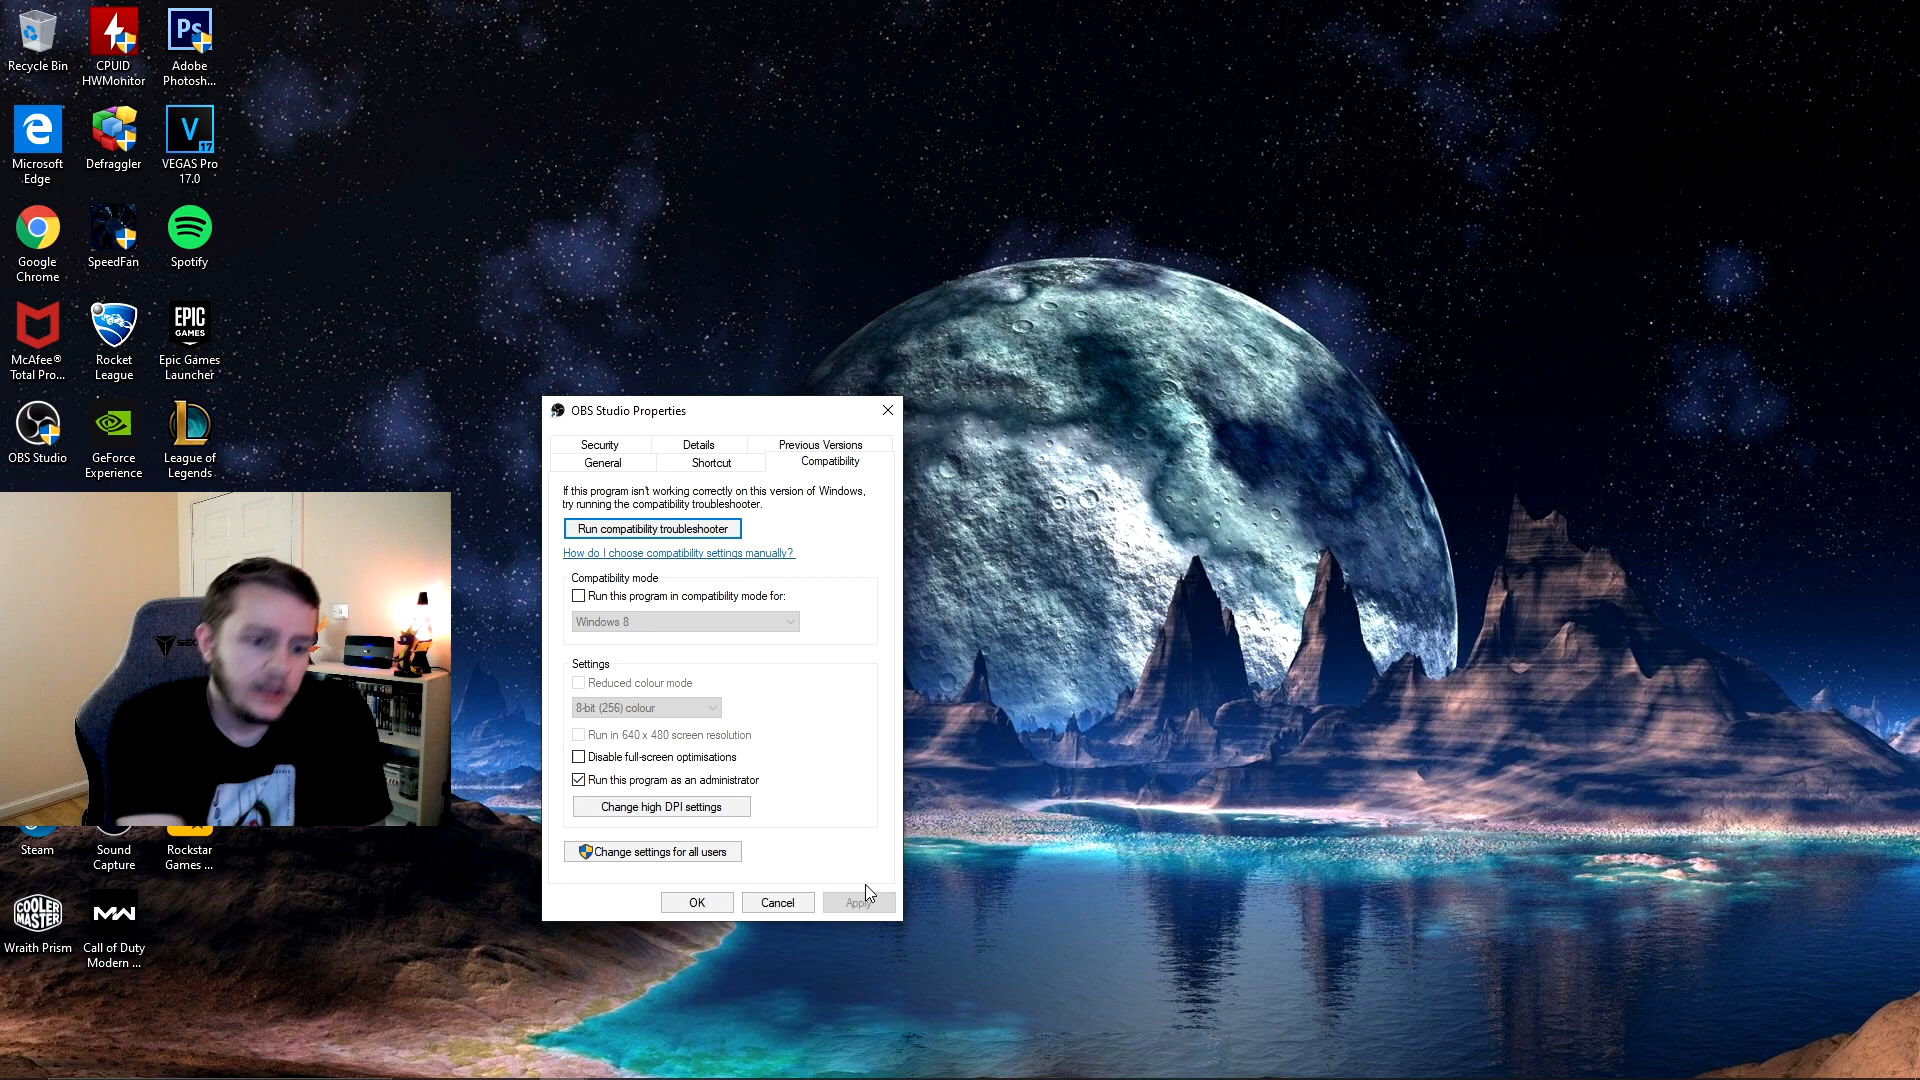 Recycle Bin
CPUID
HWMonitor
Ps
Adobe
Photosh...
Microsoft
Edge
Defraggler
V
17
VEGAS Pro
17.0
Google
Chrome
SpeedFan
Spotify
McAfee®
Total Pro...
Rocket
League
EPIC
GAMES
Epic Games
Launcher
OBS Studio
GeForce
Experience
League of
Legends
Steam
Sound
Capture
Rockstar
Games ...
COOLER
MASTER
Wraith Prism
MW
Call of Duty
Modern ...
OBS Studio Properties
Security
Details
Previous Versions
General
Shortcut
Compatibility
If this program isn't working correctly on this version of Windows,
try running the compatibility troubleshooter.
Run compatibility troubleshooter
How do I choose compatibility settings manually?
Compatibility mode
Run this program in compatibility mode for:
Windows 8
Settings
Reduced colour mode
8-bit (256) colour
Run in 640 x 480 screen resolution
Disable full-screen optimisations
Run this program as an administrator
Change high DPI settings
Change settings for all users
OK
Cancel
Apply